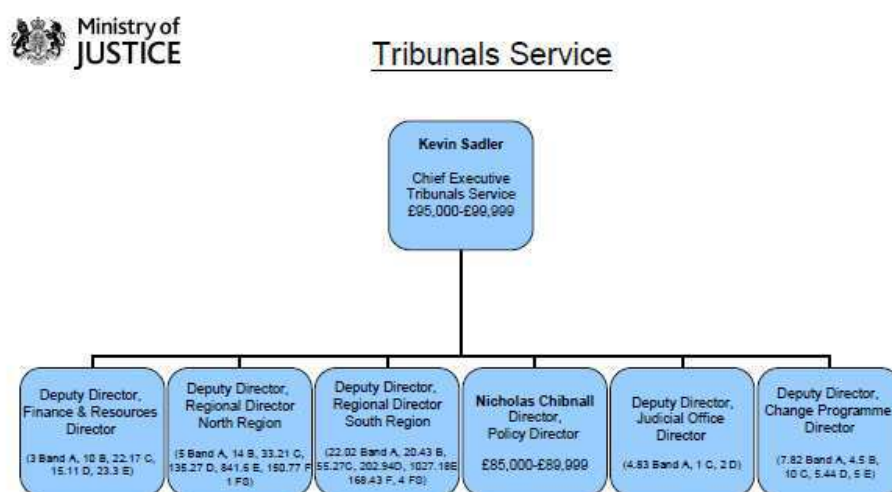 Ministry of
JUSTICE
Tribunals Service
Kevin Sadler
Chief Executive
Tribunals Service
£95,000-£99,999
Deputy Director,
Finance & Resources
Director
(3 Band A, 10 B, 22.17 C,
15.11 D, 23.3 E)
Deputy Director,
Regional Director
North Region
(5 Band A, 14 B, 33.21 C,
135.27 D, 841.6 E, 150.77 F
1 FS)
Deputy Director,
Regional Director
South Region
(22.02 Band A, 20.43 B,
55.27C, 202.94D, 1027.18E
168.43 F, 4 FS)
Nicholas Chibnall
Director,
Policy Director
£85,000-£89,999
Deputy Director,
Judicial Office
Director
(4.83 Band A, 1 C, 2 D)
Deputy Director,
Change Programme
Director
(7.82 Band A, 4.5 B,
10 C, 5.44 D, 5 E)